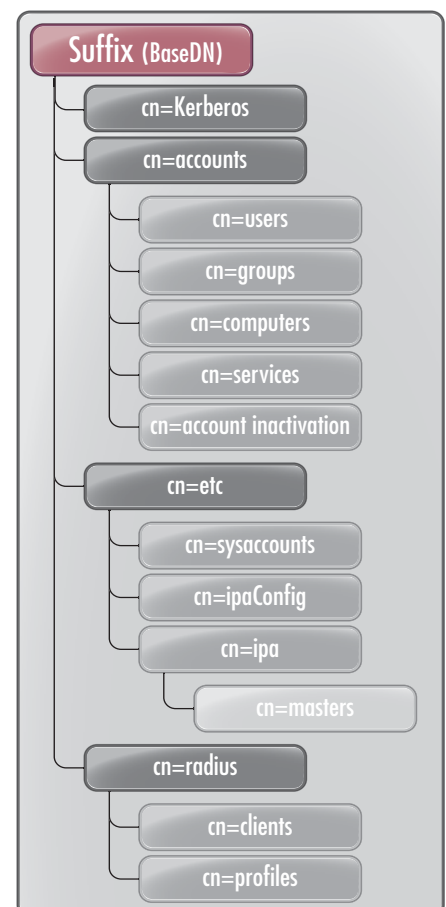 Suffix (BaseDN)
cn=Kerberos
cn=accounts
cn=users
cn=groups
cn=computers
cn=services
cn=account inactivation
cn=etc
cn=sysaccounts
cn=ipaConfig
cn=ipa
cn=masters
cn=radius
cn=clients
cn=profiles